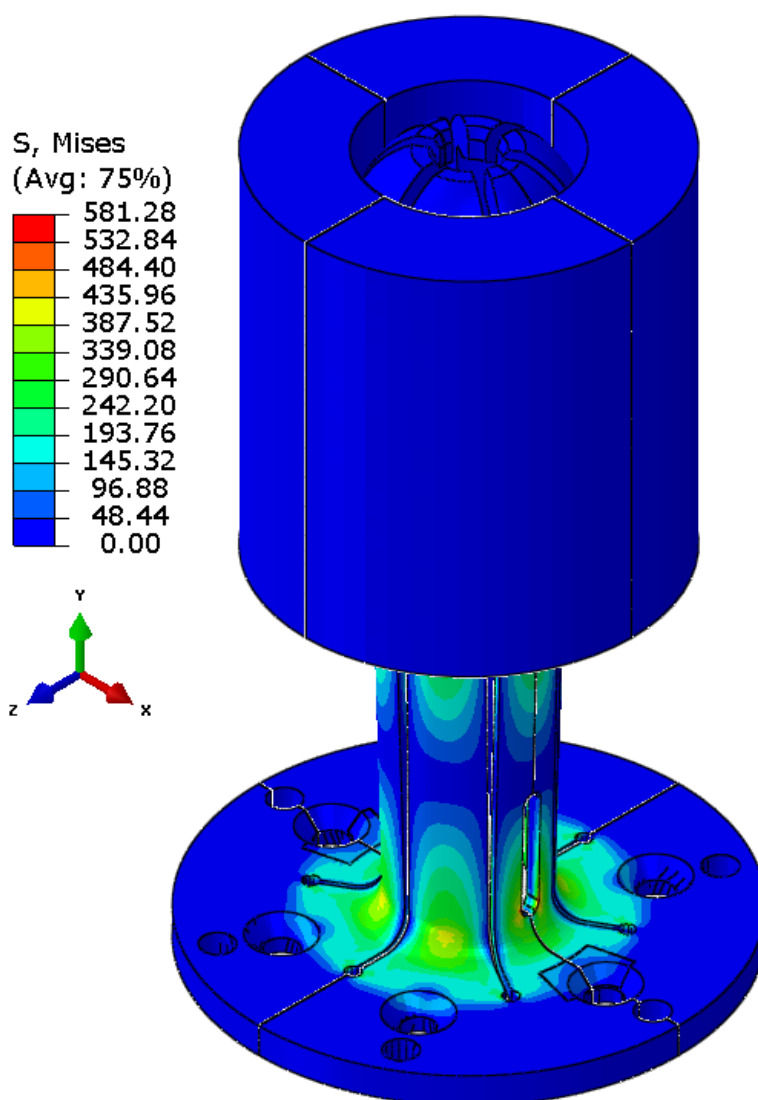 S, Mises
(Avg: 75%)
581.28
532.84
484.40
435.96
387.52
339.08
290.64
242.20
193.76
145.32
96.88
48.44
0.00
Y
Z
X